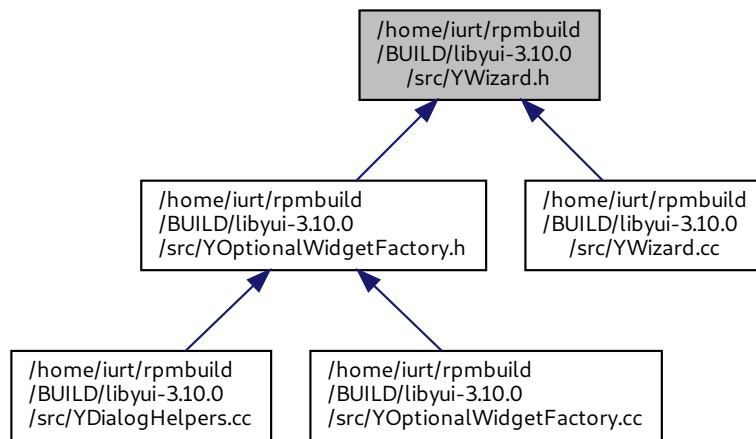 /home/iurt/rpmbuild
/BUILD/libyui-3.10.0
/src/YWizard.h
/home/iurt/rpmbuild
/BUILD/libyui-3.10.0
/src/YOptionalWidgetFactory.h
/home/iurt/rpmbuild
/BUILD/libyui-3.10.0
/src/YWizard.cc
/home/iurt/rpmbuild
/BUILD/libyui-3.10.0
/src/YDialogHelpers.cc
/home/iurt/rpmbuild
/BUILD/libyui-3.10.0
/src/YOptionalWidgetFactory.cc